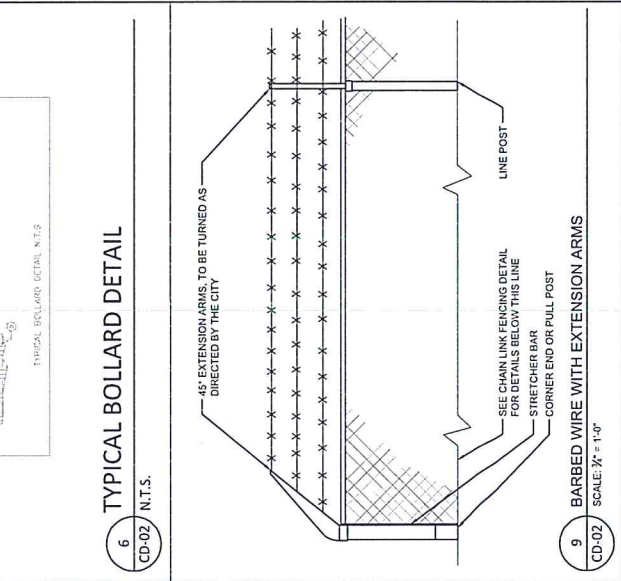 TYPICAL BOLLARD DETAIL N.T.S
TYPICAL BOLLARD DETAIL
6
CD-02
N.T.S.
45° EXTENSION ARMS, TO BE TURNED AS
DIRECTED BY THE CITY
LINE POST
SEE CHAIN LINK FENCING DETAIL
FOR DETAILS BELOW THIS LINE
STRETCHER BAR
CORNER END OR PULL POST
BARBED WIRE WITH EXTENSION ARMS
9
CD-02
SCALE: ¾" = 1'-0"